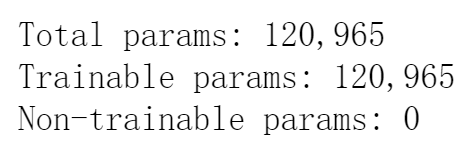 Total params: 120,965
Trainable params: 120,965
Non-trainable params: 0